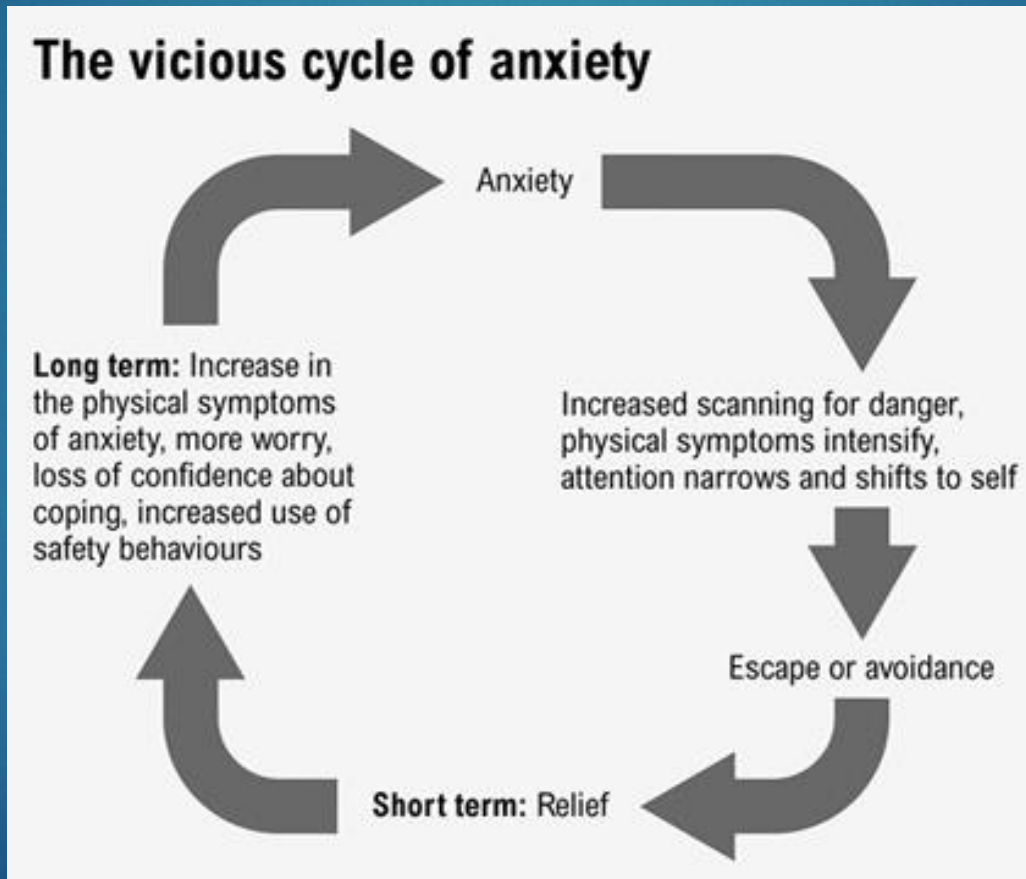 The vicious cycle of anxiety
Anxiety
Increased scanning for danger,
physical symptoms intensify,
attention narrows and shifts to self
Escape or avoidance
Short term: Relief
Long term: Increase in
the physical symptoms
of anxiety, more worry,
loss of confidence about
coping, increased use of
safety behaviours